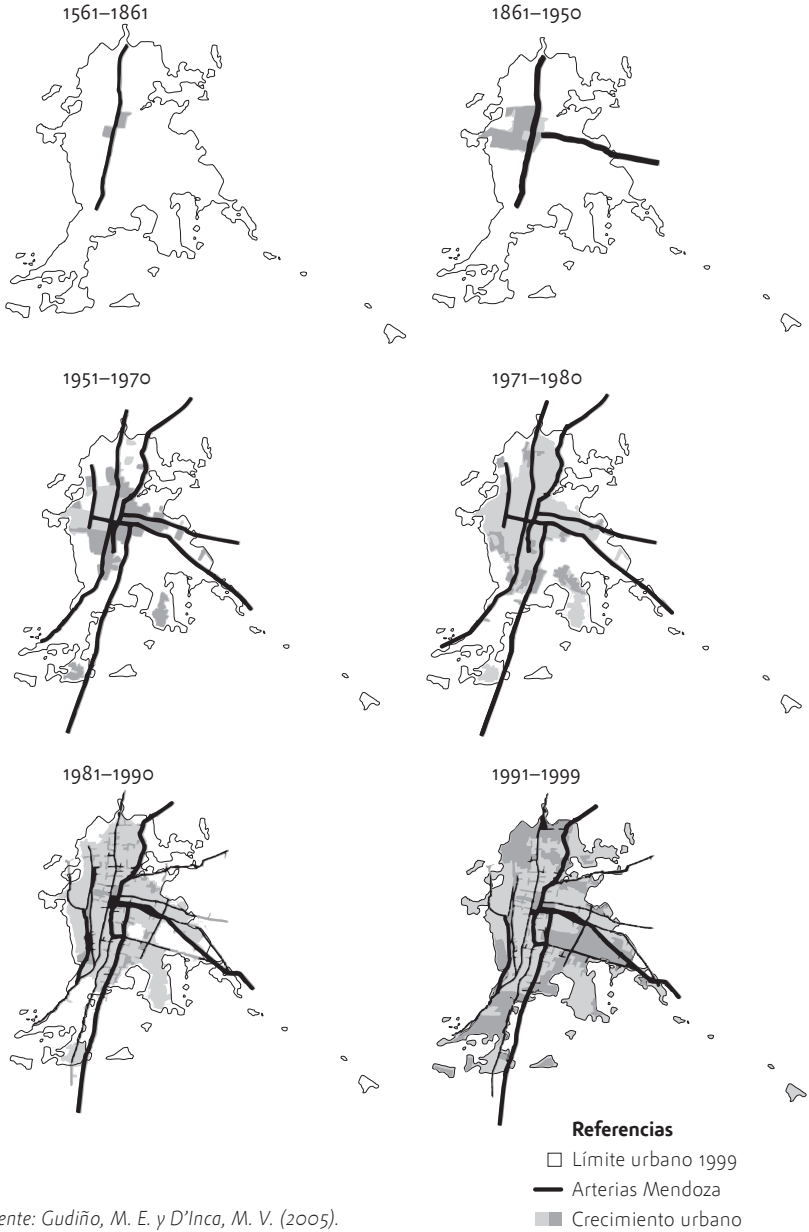 1561–1861
1861–1950
1951–1970
1971–1980
1981–1990
1991–1999
Referencias
Límite urbano 1999
Arterias Mendoza
Crecimiento urbano
ente: Gudiño, M. E. y D'Inca, M. V. (2005).